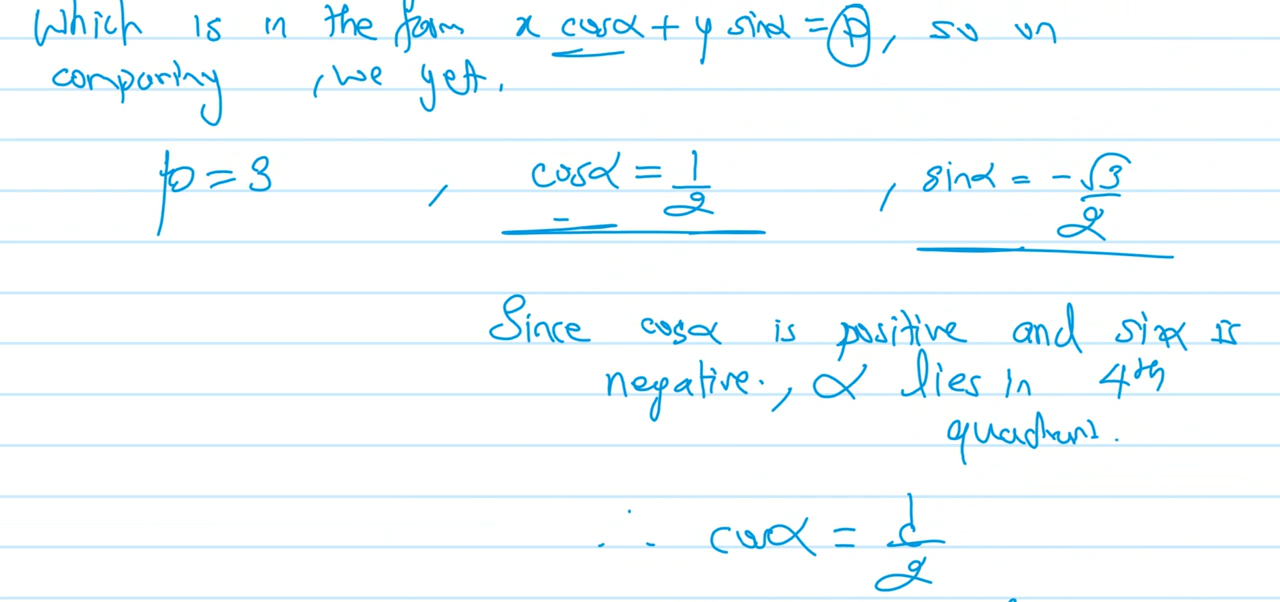 Which is in the form x cosα + y sinα = p, so on
comparing, we get.
p = 3, cosα = 1/2, sinα = -√3/2
Since cosα is positive and sinα is
negative., α lies in 4th
quadrant.
∴ cosα = 1/2